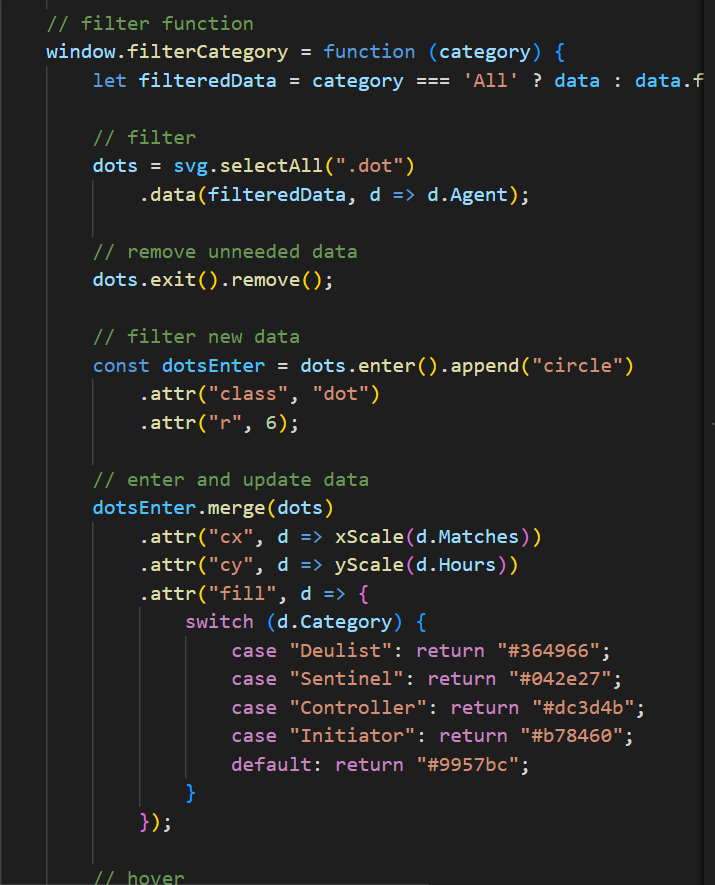 // filter function
window.filterCategory = function (category) {
let filteredData = category === 'All' ? data : data.f
// filter
dots = svg.selectAll(".dot")
.data(filteredData, d => d.Agent);
// remove unneeded data
dots.exit().remove();
// filter new data
const dotsEnter = dots.enter().append("circle")
.attr("class", "dot")
.attr("r", 6);
// enter and update data
dotsEnter.merge(dots)
.attr("cx", d => xScale(d.Matches))
.attr("cy", d => yScale(d.Hours))
.attr("fill", d => {
switch (d.Category) {
case "Deulist": return "#364966";
case "Sentinel": return "#042e27";
case "Controller": return "#dc3d4b";
case "Initiator": return "#b78460";
default: return "#9957bc";
}
});
// hover